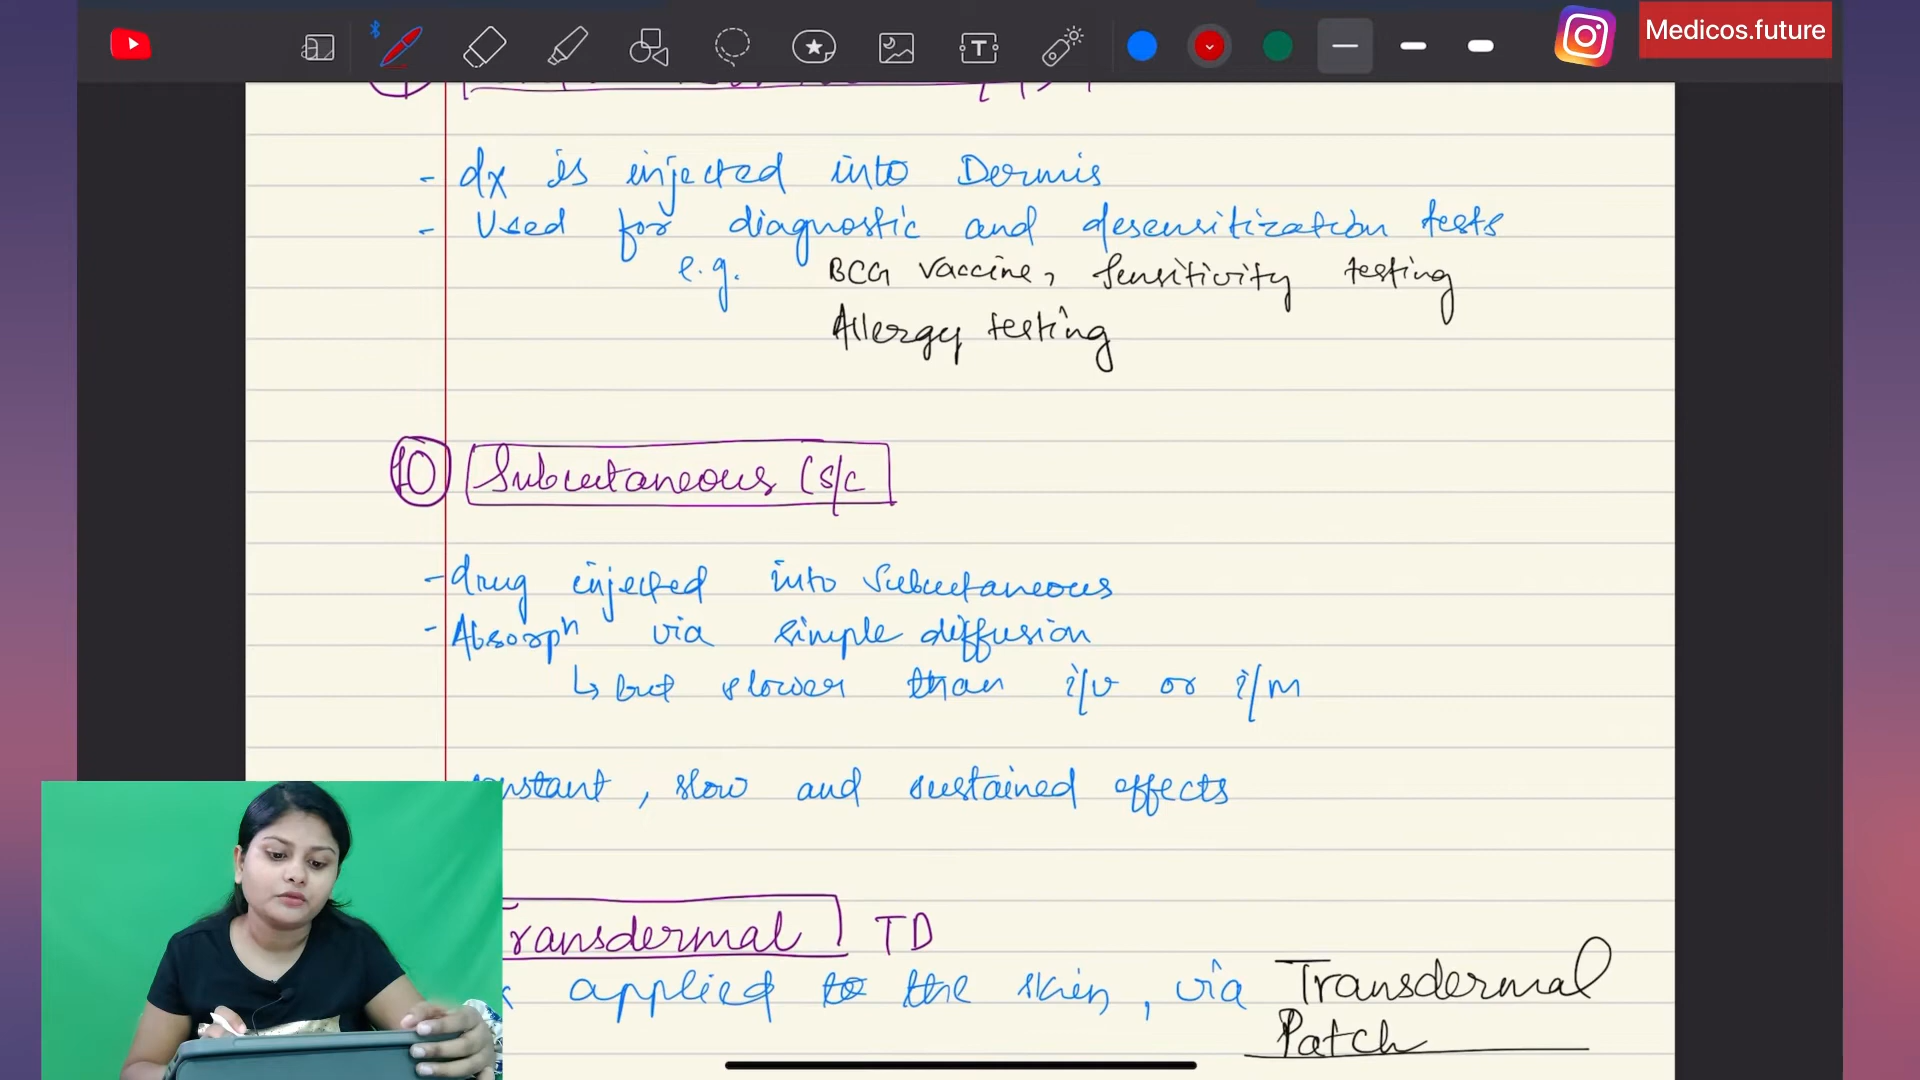 Medicos.future
- dx is injected into Dermis
- Used for diagnostic and desensitization tests
e.g. BCG vaccine, Sensitivity testing
Allergy testing
10 Subcutaneous (s/c
- drug injected into Subcutaneous
- Absorpⁿ via simple diffusion
↳ but slower than i/v or i/m
nstant, slow and sustained effects
ransdermal TD
applied to the skin, via Transdermal
Patch